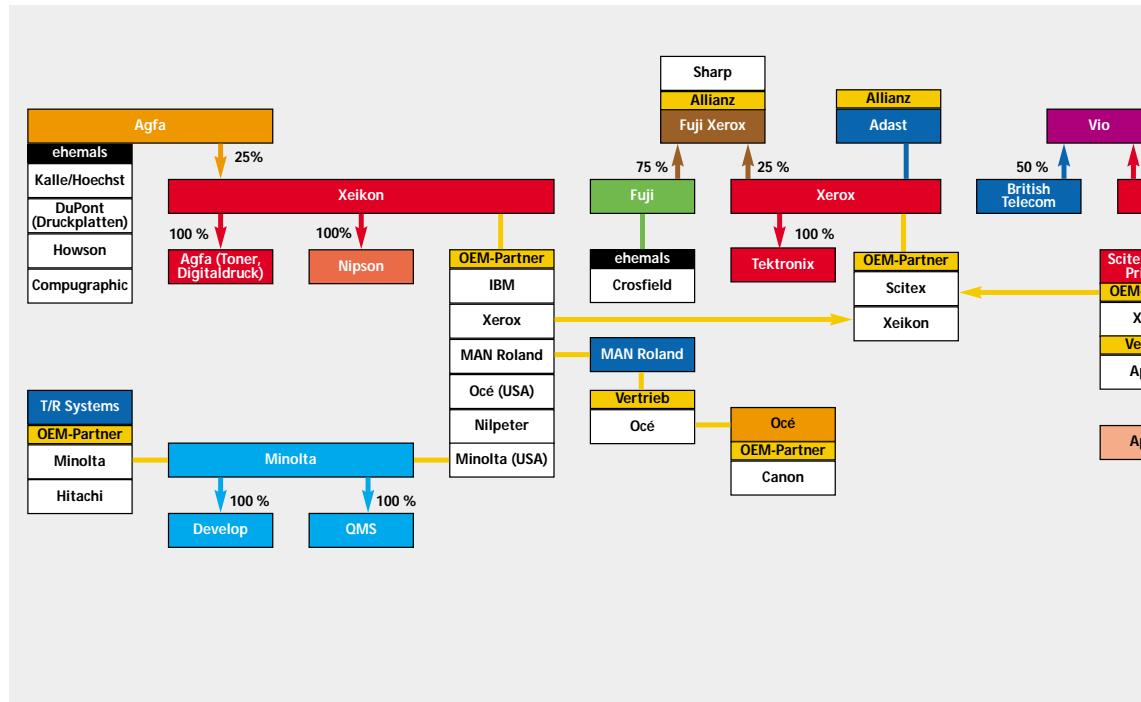 Sharp
Allianz
Fuji Xerox
Allianz
Adast
Agfa
ehemals
Kalle/Hoechst
DuPont
(Druckplatten)
Howson
Compugraphic
25%
Xeikon
100 %
Agfa (Toner,
Digitaldruck)
100%
Nipson
OEM-Partner
IBM
Xerox
MAN Roland
Océ (USA)
Nilpeter
Minolta (USA)
75 %
25 %
Fuji
ehemals
Crosfield
Xerox
100 %
Tektronix
OEM-Partner
Scitex
Xeikon
Vio
50 %
British
Telecom
MAN Roland
Vertrieb
Océ
Océ
OEM-Partner
Canon
T/R Systems
OEM-Partner
Minolta
Hitachi
Minolta
100 %
Develop
100 %
QMS